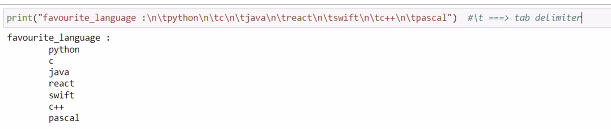 print("favourite_language :\n\tpython\n\tc\n\tjava\n\treact\n\tswift\n\tc++\n\tpascal")  #\t ===> tab delimiter
favourite_language :
        python
        c
        java
        react
        swift
        c++
        pascal